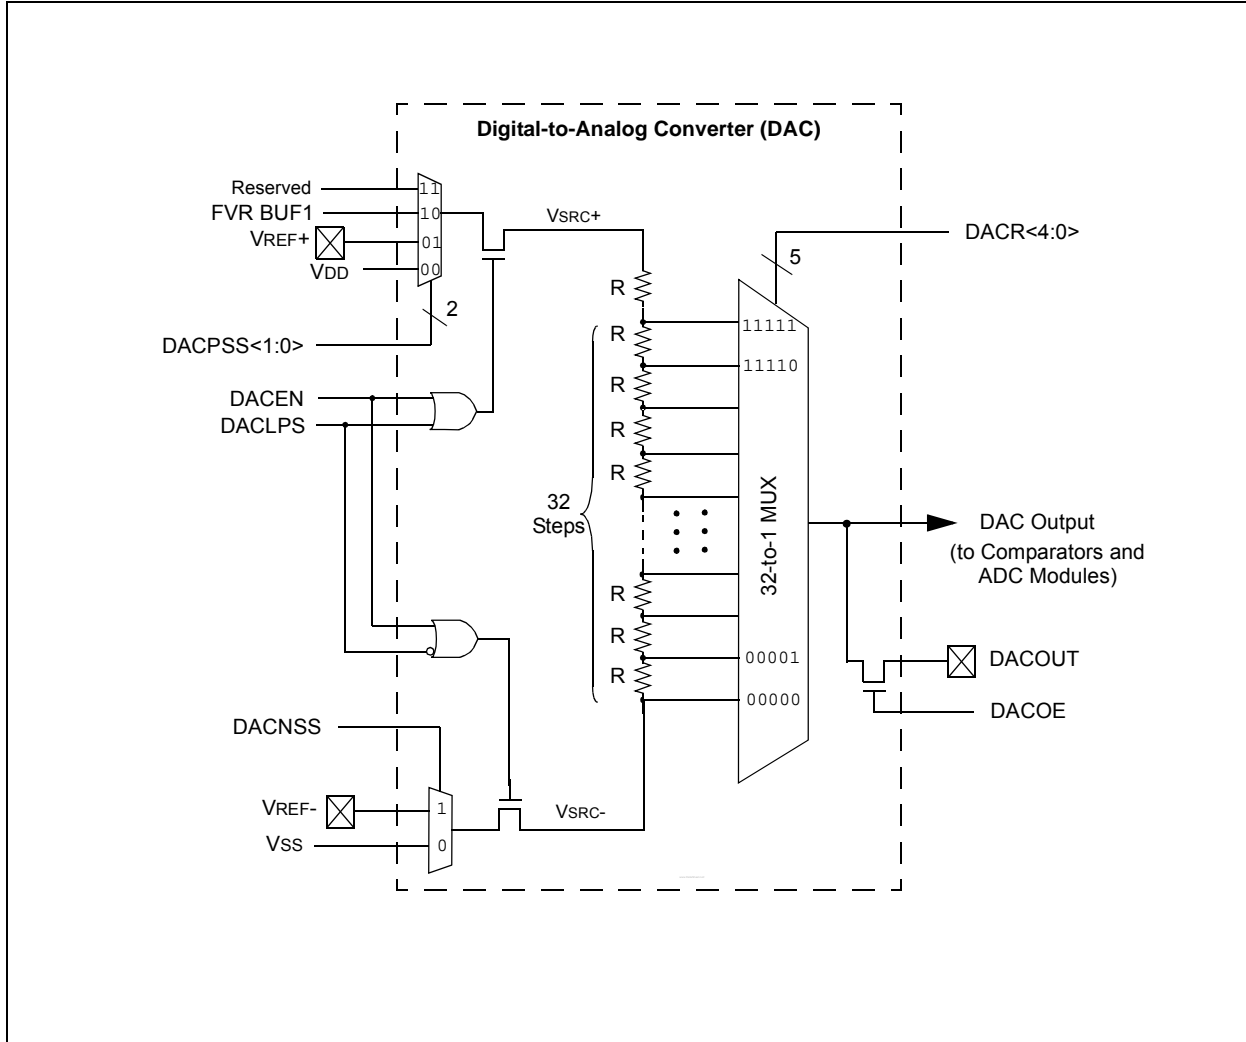 Digital-to-Analog Converter (DAC)
Reserved
11
FVR BUF1
10
VREF+
01
VDD
00
VSRC+
DACR<4:0>
5
2
DACPSS<1:0>
DACEN
DACLPS
R
R
R
R
R
11111
11110
32
Steps
32-to-1 MUX
DAC Output
(to Comparators and
ADC Modules)
R
R
R
00001
00000
DACOUT
DACOE
DACNSS
VREF-
1
VSS
0
VSRC-